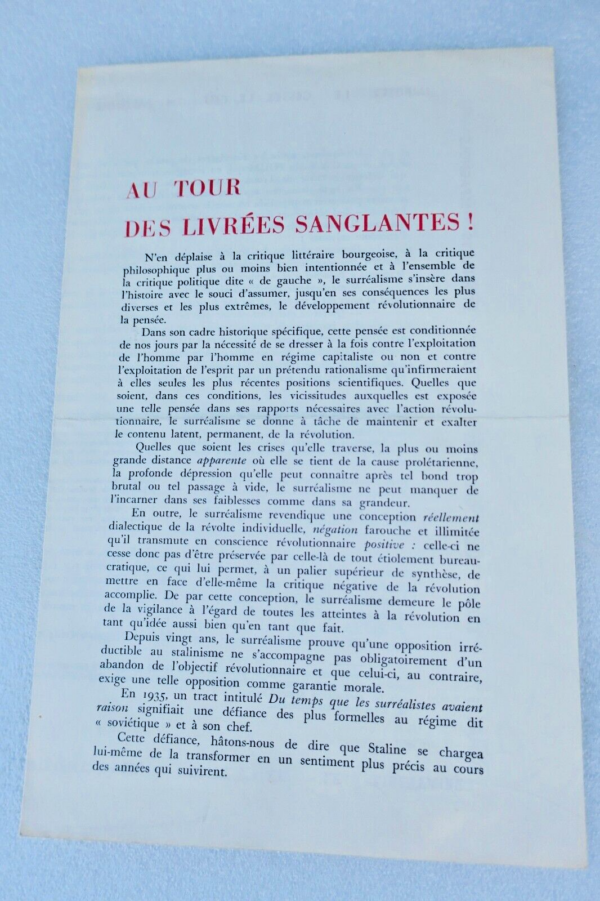 AU TOUR
DES LIVRÉES SANGLANTES !
N'en déplaise à la critique littéraire bourgeoise, à la critique
philosophique plus ou moins bien intentionnée et à l'ensemble de
la critique politique dite « de gauche », le surréalisme s'insère dans
l'histoire avec le souci d'assumer, jusqu'en ses conséquences les plus
diverses et les plus extrêmes, le développement révolutionnaire de
la pensée.
Dans son cadre historique spécifique, cette pensée est conditionnée
de nos jours par la nécessité de se dresser à la fois contre l'exploitation
de l'homme par l'homme en régime capitaliste ou non et contre
l'exploitation de l'esprit par un prétendu rationalisme qu'infirmeraient
à elles seules les plus récentes positions scientifiques. Quelles que
soient, dans ces conditions, les vicissitudes auxquelles est exposée
une telle pensée dans ses rapports nécessaires avec l'action révolu-
tionnaire, le surréalisme se donne à tâche de maintenir et exalter
le contenu latent, permanent, de la révolution.
Quelles que soient les crises qu'elle traverse, la plus ou moins
grande distance apparente où elle se tient de la cause prolétarienne,
la profonde dépression qu'elle peut connaître après tel bond trop
brutal ou tel passage à vide, le surréalisme ne peut manquer de
l'incarner dans ses faiblesses comme dans sa grandeur.
En outre, le surréalisme revendique une conception réellement
dialectique de la révolte individuelle, négation farouche et illimitée
qu'il transmute en conscience révolutionnaire positive : celle-ci ne
cesse donc pas d'être préservée par celle-là de tout étiolement bureau-
cratique, ce qui lui permet, à un palier supérieur de synthèse, de
mettre en face d'elle-même la critique négative de la révolution
accomplie. De par cette conception, le surréalisme demeure le pôle
de la vigilance à l'égard de toutes les atteintes à la révolution en
tant qu'idée aussi bien qu'en tant que fait.
Depuis vingt ans, le surréalisme prouve qu'une opposition irré-
ductible au stalinisme ne s'accompagne pas obligatoirement d'un
abandon de l'objectif révolutionnaire et que celui-ci, au contraire,
exige une telle opposition comme garantie morale.
En 1935, un tract intitulé Du temps que les surréalistes avaient
raison signifiait une défiance des plus formelles au régime dit
« soviétique » et à son chef.
Cette défiance, hâtons-nous de dire que Staline se chargea
lui-même de la transformer en un sentiment plus précis au cours
des années qui suivirent.